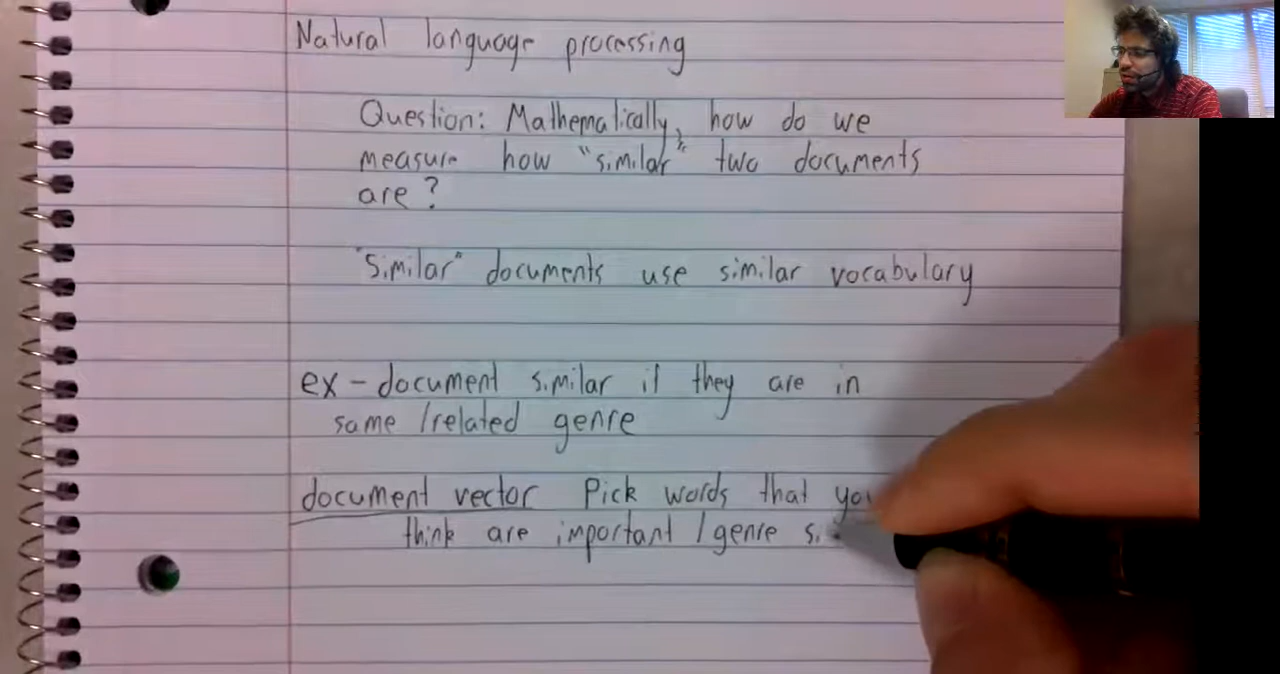 Natural language processing
Question: Mathematically, how do we
measure how "similar" two documents
are?
"Similar" documents use similar vocabulary
ex - document similar if they are in
same /related genre
document vector Pick words that you
think are important /genre